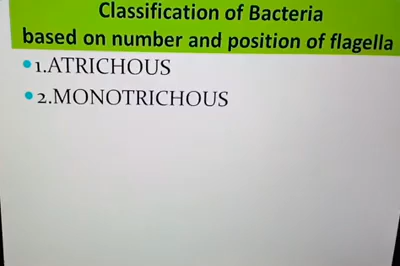 Classification of Bacteria
based on number and position of flagella
1.ATRICHOUS
2.MONOTRICHOUS